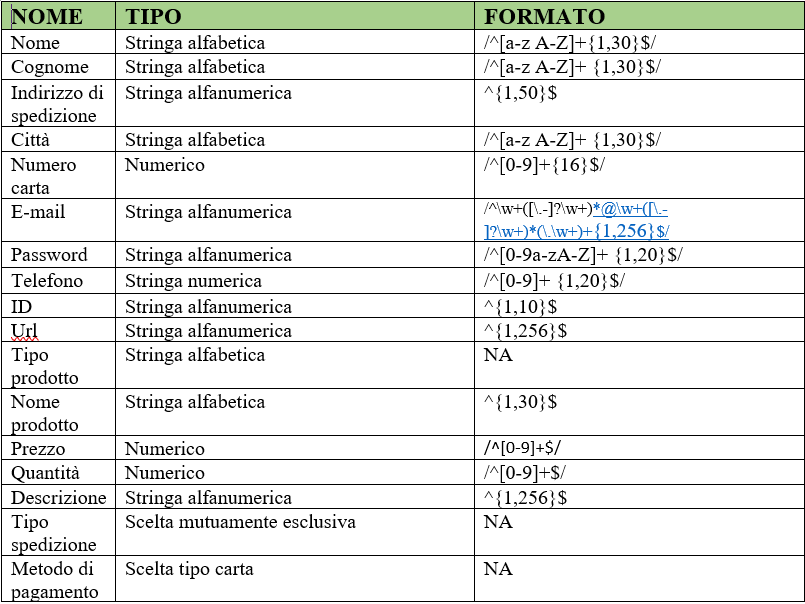 NOME TIPO FORMATO
Nome Stringa alfabetica /^[a-z A-Z]+{1,30}$/
Cognome Stringa alfabetica /^[a-z A-Z]+ {1,30}$/
Indirizzo di Stringa alfanumerica ^{1,50}$
spedizione
Città Stringa alfabetica /^[a-z A-Z]+ {1,30}$/
Numero Numerico /^[0-9]+{16}$/
carta
E-mail Stringa alfanumerica /^\w+([\.-]?\w+)*@\w+([\.-
]?\w+)*(\.\w+)+{1,256}$/
Password Stringa alfanumerica /^[0-9a-zA-Z]+ {1,20}$/
Telefono Stringa numerica /^[0-9]+ {1,20}$/
ID Stringa alfanumerica ^{1,10}$
Url Stringa alfanumerica ^{1,256}$
Tipo Stringa alfabetica NA
prodotto
Nome Stringa alfabetica ^{1,30}$
prodotto
Prezzo Numerico /^[0-9]+$/
Quantità Numerico /^[0-9]+$/
Descrizione Stringa alfanumerica ^{1,256}$
Tipo Scelta mutuamente esclusiva NA
spedizione
Metodo di Scelta tipo carta NA
pagamento